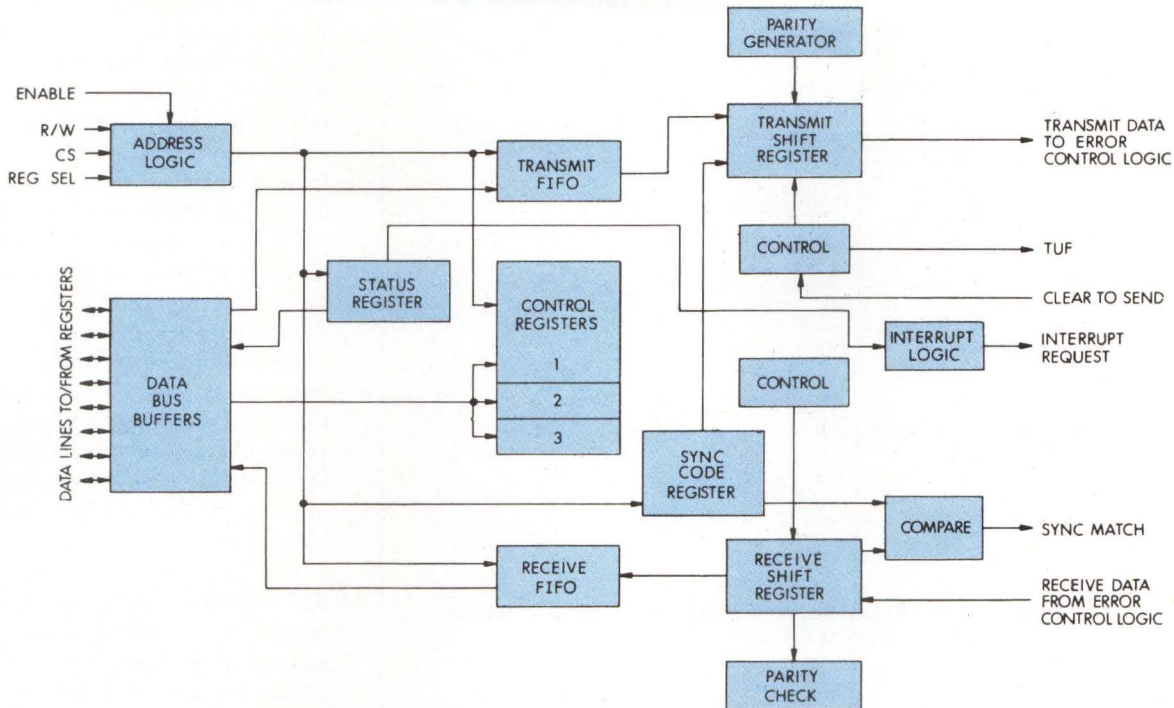 PARITY
GENERATOR
ENABLE
R/W
CS
REG SEL
ADDRESS
LOGIC
TRANSMIT
FIFO
TRANSMIT
SHIFT
REGISTER
TRANSMIT DATA
TO ERROR
CONTROL LOGIC
CONTROL
TUF
CLEAR TO SEND
STATUS
REGISTER
CONTROL
REGISTERS
1
2
3
INTERRUPT
LOGIC
INTERRUPT
REQUEST
DATA LINES TO/FROM REGISTERS
DATA
BUS
BUFFERS
CONTROL
SYNC
CODE
REGISTER
COMPARE
SYNC MATCH
RECEIVE
FIFO
RECEIVE
SHIFT
REGISTER
RECEIVE DATA
FROM ERROR
CONTROL LOGIC
PARITY
CHECK